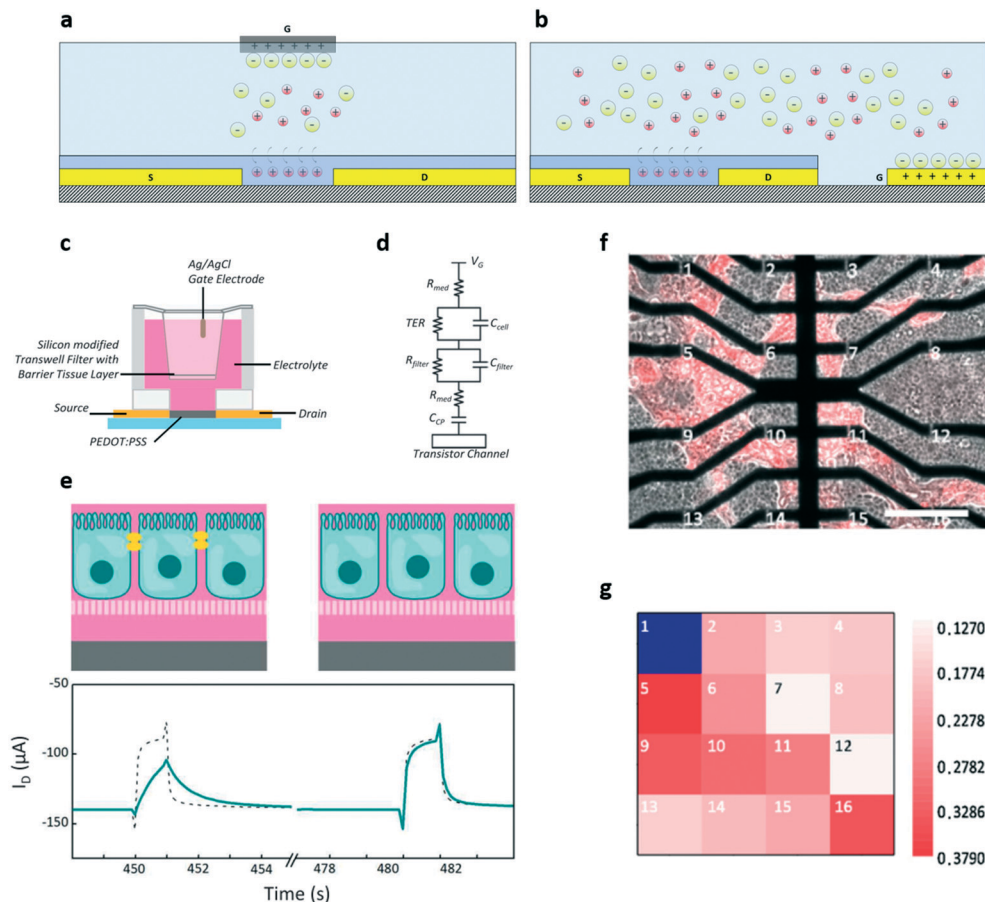 a
G
+ + + + + +
- - - - -
S
D
b
S
D
G
+ + + + + +
c
Ag/AgCl
Gate Electrode
Silicon modified
Transwell Filter with
Barrier Tissue Layer
Electrolyte
Source
Drain
PEDOT:PSS
d
V_G
R_med
TER
C_cell
R_filter
C_filter
R_med
C_CP
Transistor Channel
e
-50
-100
-150
I_D (µA)
450 452 454 478 480 482
Time (s)
f
1 2 3 4
5 6 7 8
9 10 11 12
13 14 15 16
g
1 2 3 4
5 6 7 8
9 10 11 12
13 14 15 16
0.1270
0.1774
0.2278
0.2782
0.3286
0.3790